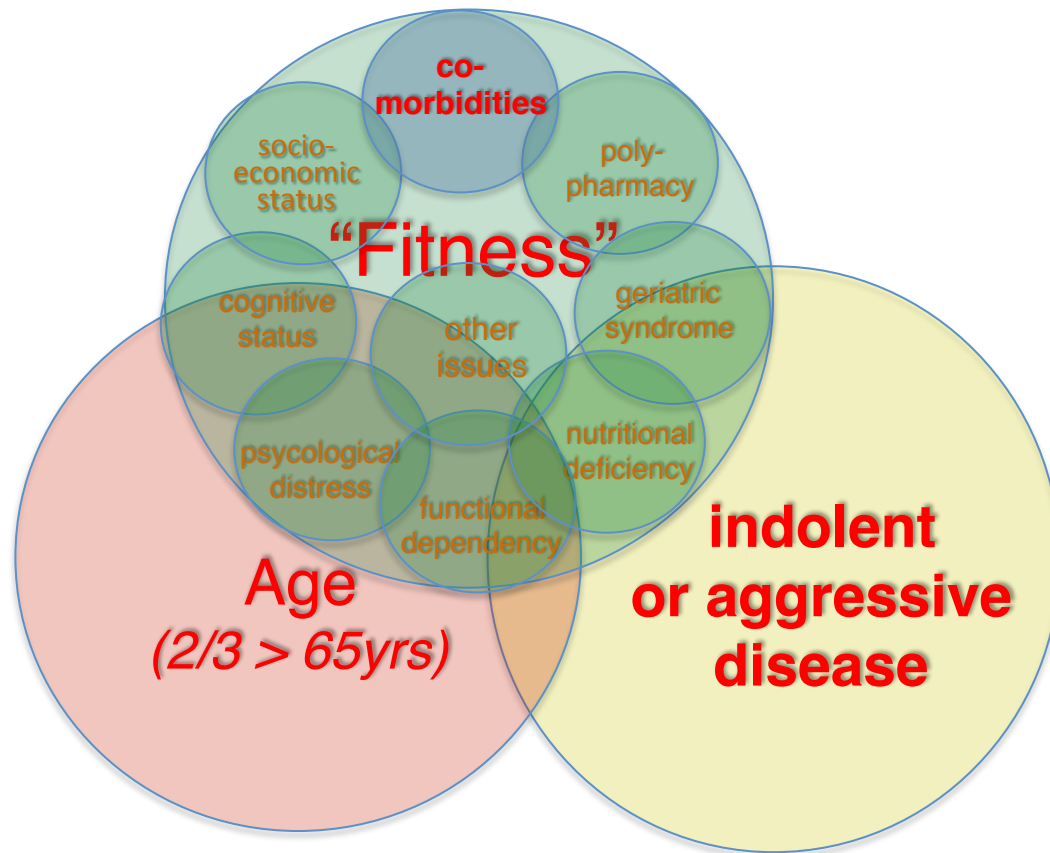 co-
morbidities
socio-
economic
status
poly-
pharmacy
“Fitness”
cognitive
status
other
issues
geriatric
syndrome
psycological
distress
functional
dependency
nutritional
deficiency
Age
(2/3 > 65yrs)
indolent
or aggressive
disease